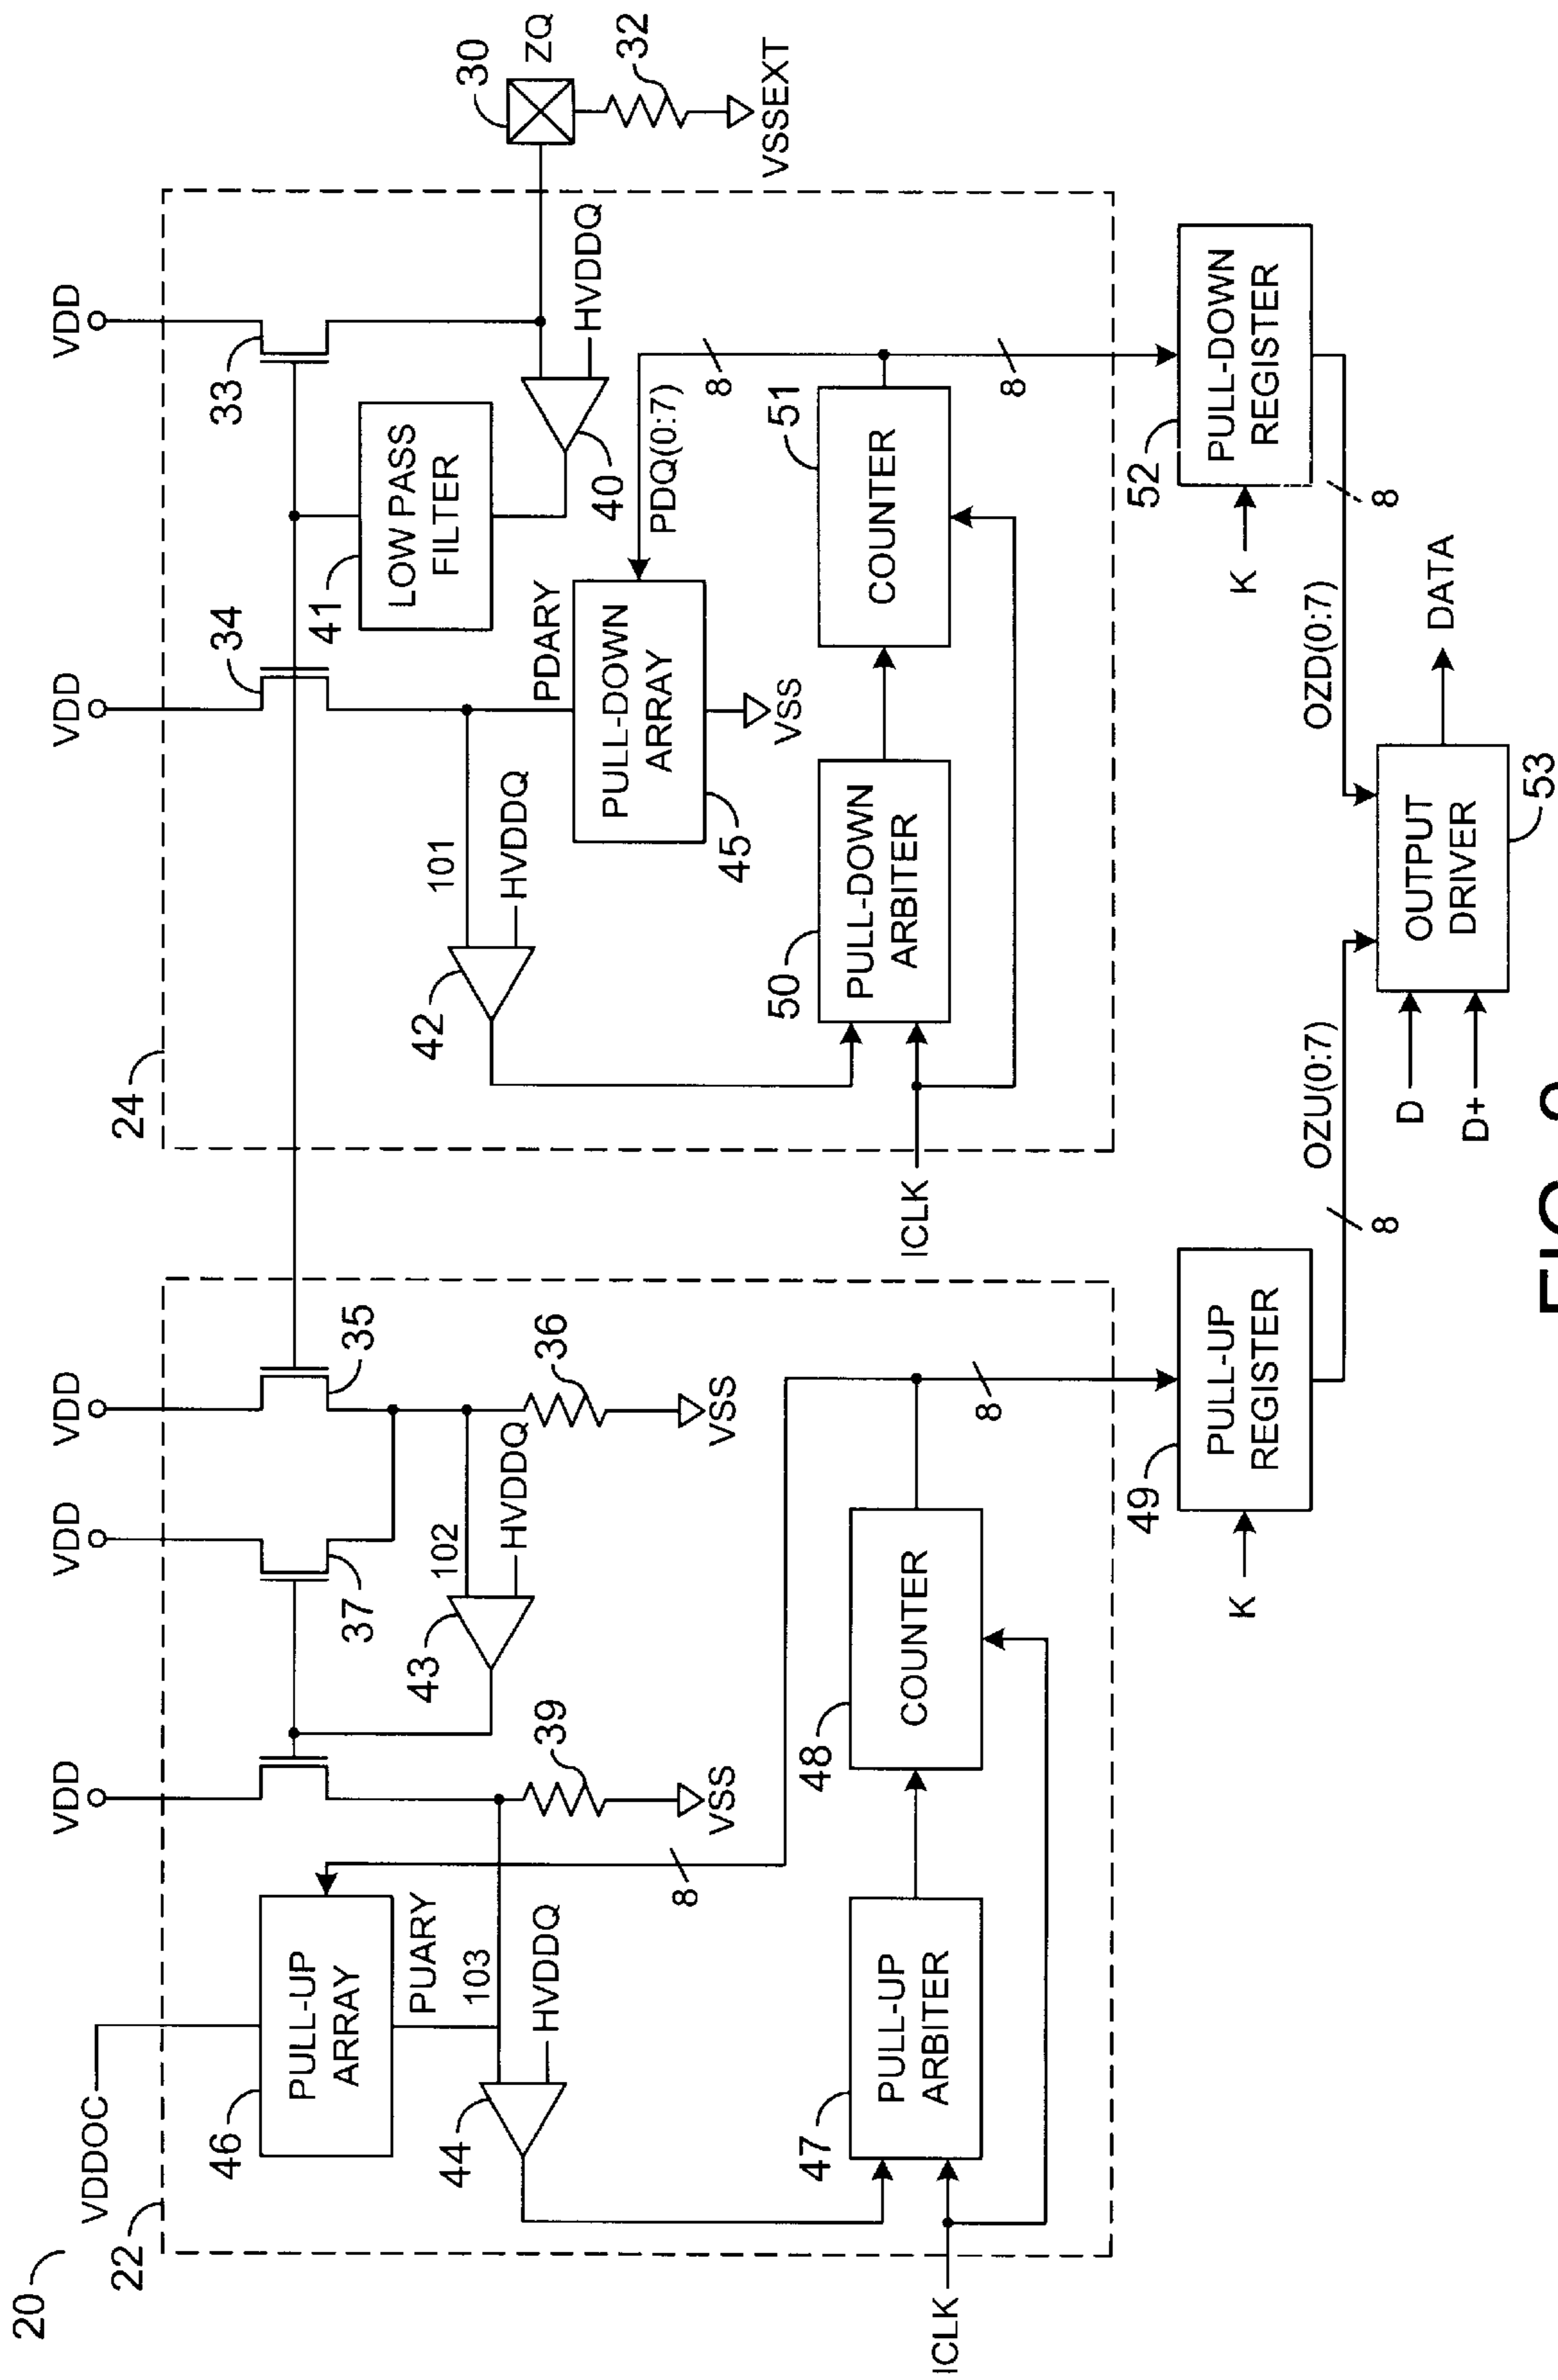 20
22
VDDOC
VDD
VDD
VDD
24
VDD
VDD
46
PULL-UP
ARRAY
37
35
34
33
41
LOW PASS
FILTER
30
ZQ
32
VSSEXT
PUARY
103
HVDDQ
44
39
VSS
43
102
HVDDQ
36
VSS
42
101
HVDDQ
PDARY
PULL-DOWN
ARRAY
45
VSS
40
HVDDQ
PDQ(0:7)
8
8
8
8
47
PULL-UP
ARBITER
48
COUNTER
50
PULL-DOWN
ARBITER
51
COUNTER
ICLK
ICLK
K
49
PULL-UP
REGISTER
K
52
PULL-DOWN
REGISTER
8
OZU(0:7)
OZD(0:7)
8
D
D+
OUTPUT
DRIVER
53
DATA